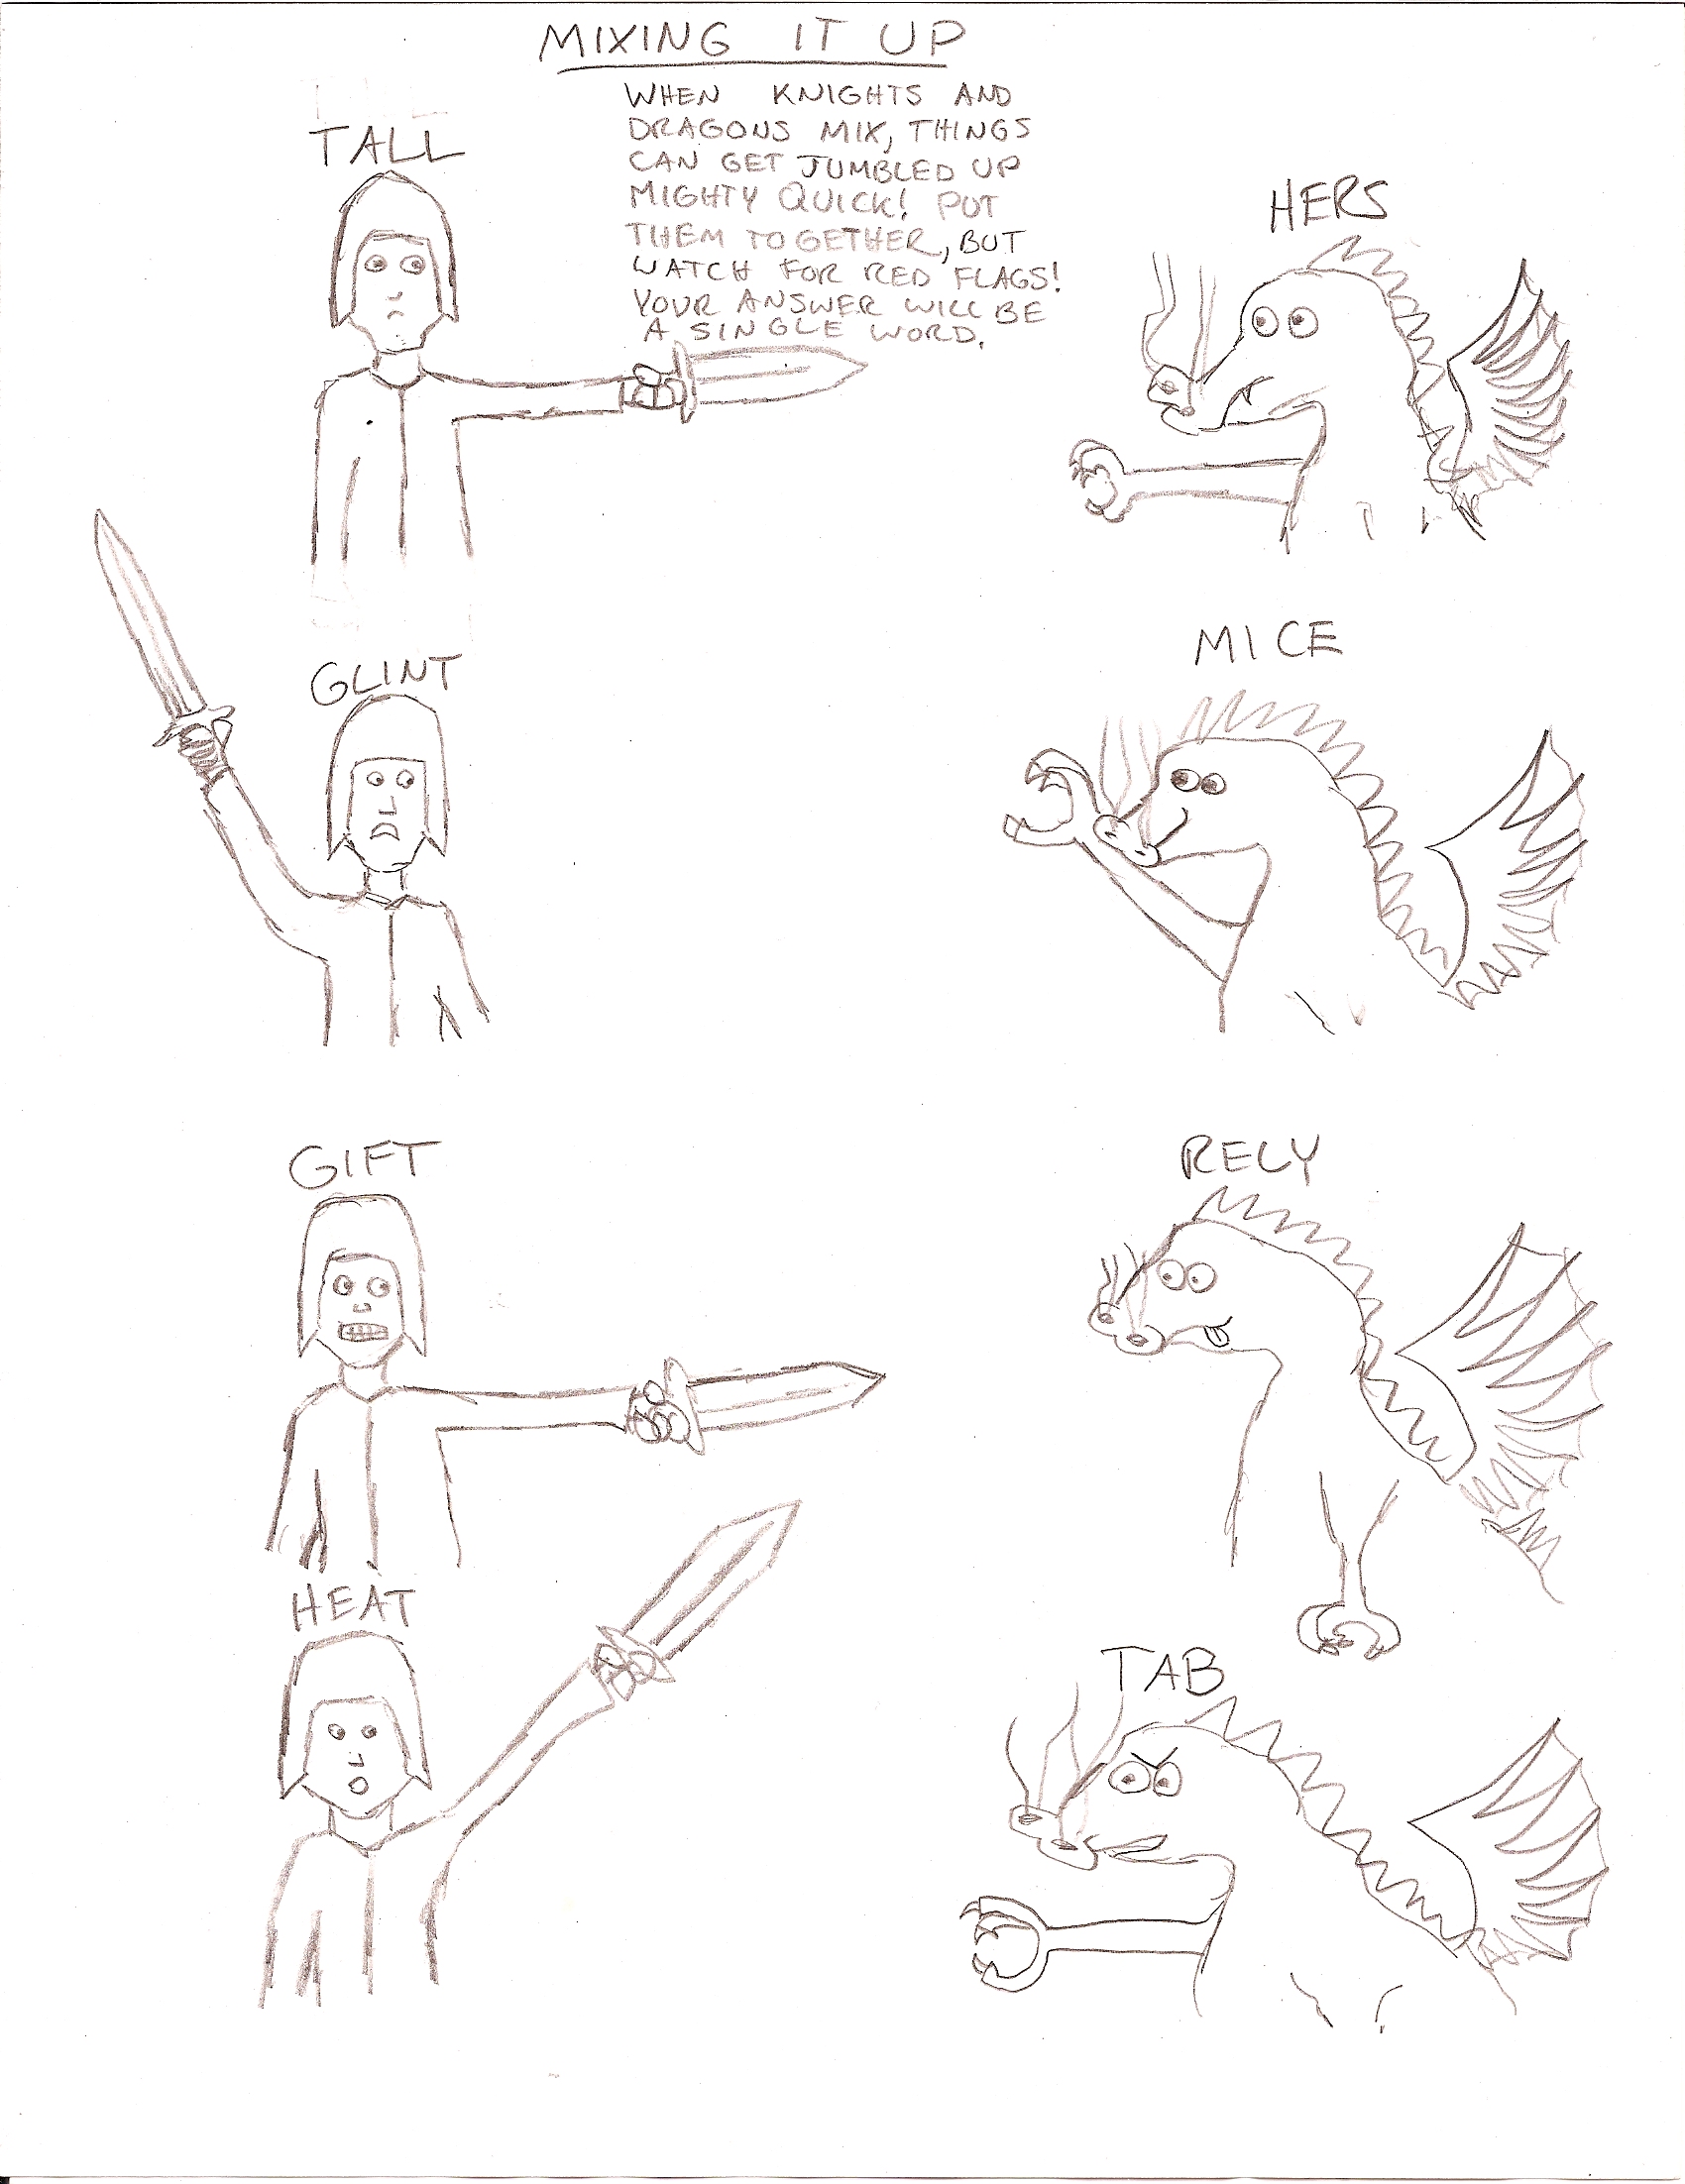 MIXING IT UP
WHEN KNIGHTS AND
DRAGONS MIX, THINGS
CAN GET JUMBLED UP
MIGHTY QUICK! PUT
THEM TOGETHER, BUT
WATCH FOR RED FLAGS!
YOUR ANSWER WILL BE
A SINGLE WORD.
TALL
HERS
GLINT
MICE
GIFT
RELY
HEAT
TAB